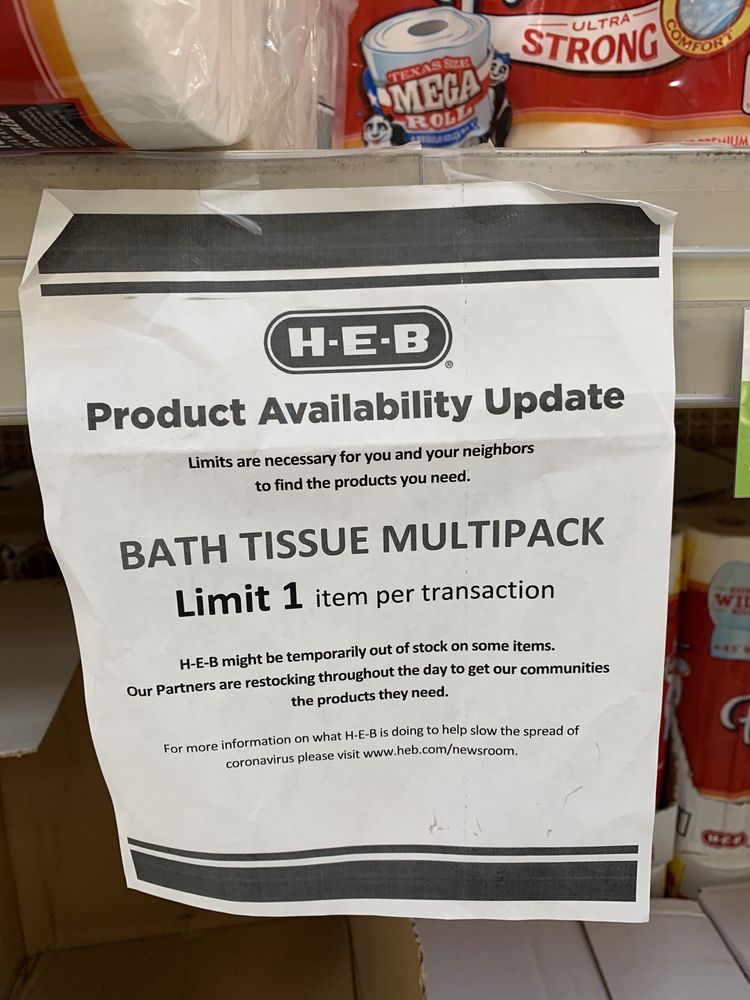 ULTRA
STRONG
COMFORT
TEXAS SIZE
MEGA
ROLL
H-E-B®
Product Availability Update
Limits are necessary for you and your neighbors
to find the products you need.
BATH TISSUE MULTIPACK
Limit 1 item per transaction
H-E-B might be temporarily out of stock on some items.
Our Partners are restocking throughout the day to get our communities
the products they need.
For more information on what H-E-B is doing to help slow the spread of
coronavirus please visit www.heb.com/newsroom.
H-E-B